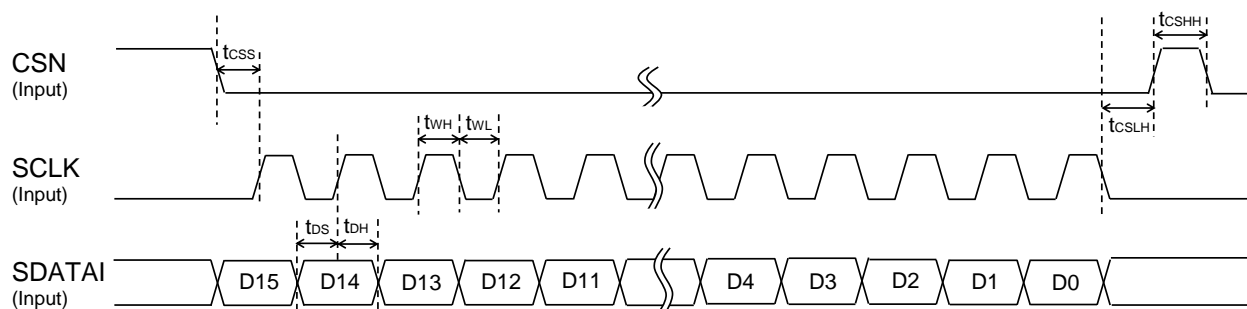 tCSHH
tCSS
CSN
(Input)
tCSLH
tWH tWL
SCLK
(Input)
tDS tDH
SDATAI
(Input)
D15 D14 D13 D12 D11 D4 D3 D2 D1 D0